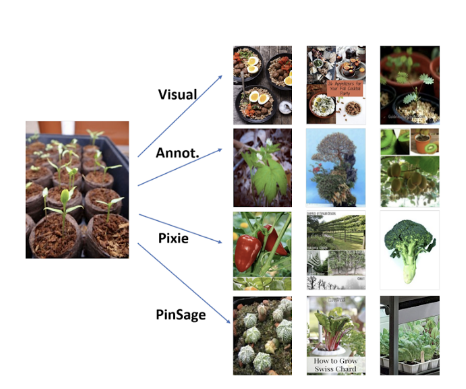 Visual
Annot.
Pixie
PinSage
How to Grow
Swiss Chard